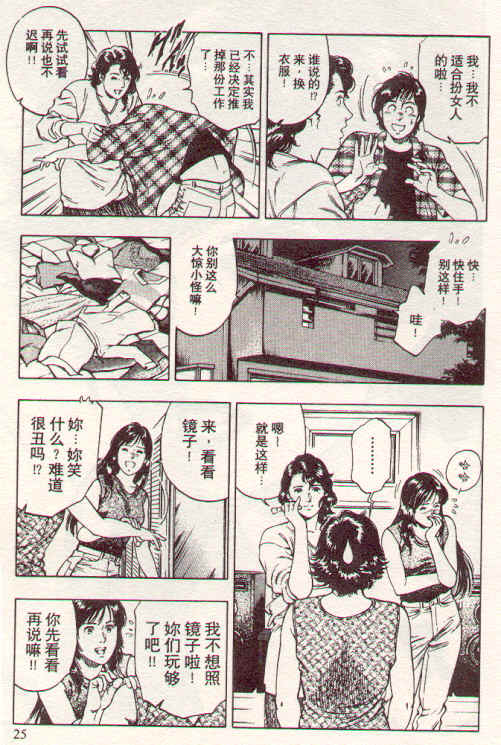 我…我不
适合扮女人
的啦…
谁说的!?
来，换
衣服！
不…其实我
已经决定推
掉那份工作
了…
先试试看
再说也不
迟啊!!
快…
快住手！
别这样！
哇！
你别这么
大惊小怪嘛！
………
嗯～
就是这样…
来，看看
镜子！
妳…妳笑
什么？难道
很丑吗!?
我不想照
镜子啦！
妳们玩够
了吧!!
你先看看
再说嘛!!
25